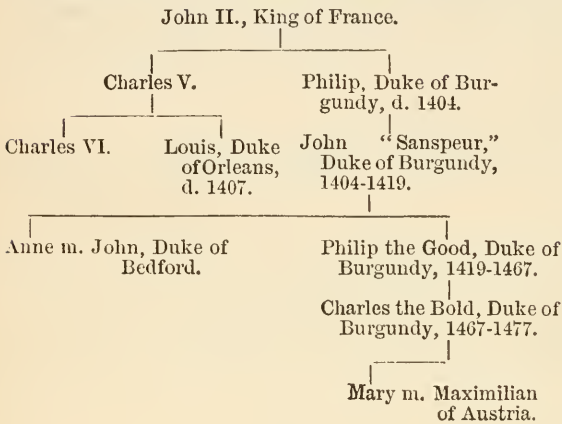 John II., King of France.
Charles V.
Philip, Duke of Bur-
gundy, d. 1404.
Charles VI.
Louis, Duke
of Orleans,
d. 1407.
John "Sanspeur,"
Duke of Burgundy,
1404-1419.
Anne m. John, Duke of
Bedford.
Philip the Good, Duke of
Burgundy, 1419-1467.
Charles the Bold, Duke of
Burgundy, 1467-1477.
Mary m. Maximilian
of Austria.